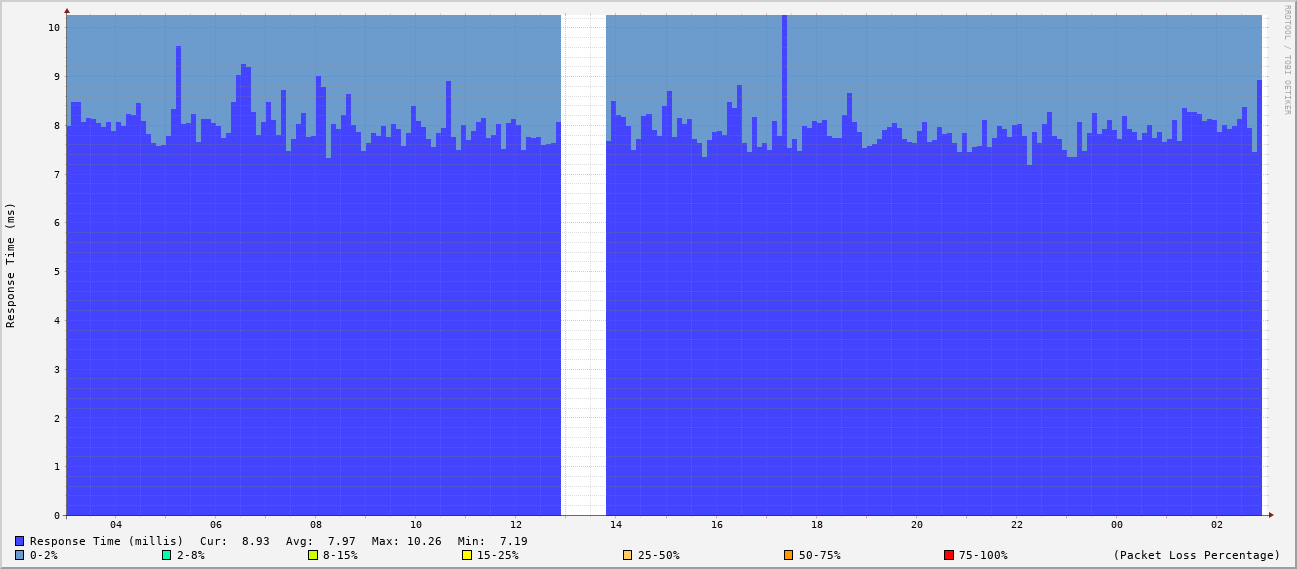 RRDTOOL / TOBI OETIKER
Response Time (ms)
10
9
8
7
6
5
4
3
2
1
0
04 06 08 10 12 14 16 18 20 22 00 02
Response Time (millis) Cur: 8.93 Avg: 7.97 Max: 10.26 Min: 7.19
0-2% 2-8% 8-15% 15-25% 25-50% 50-75% 75-100% (Packet Loss Percentage)